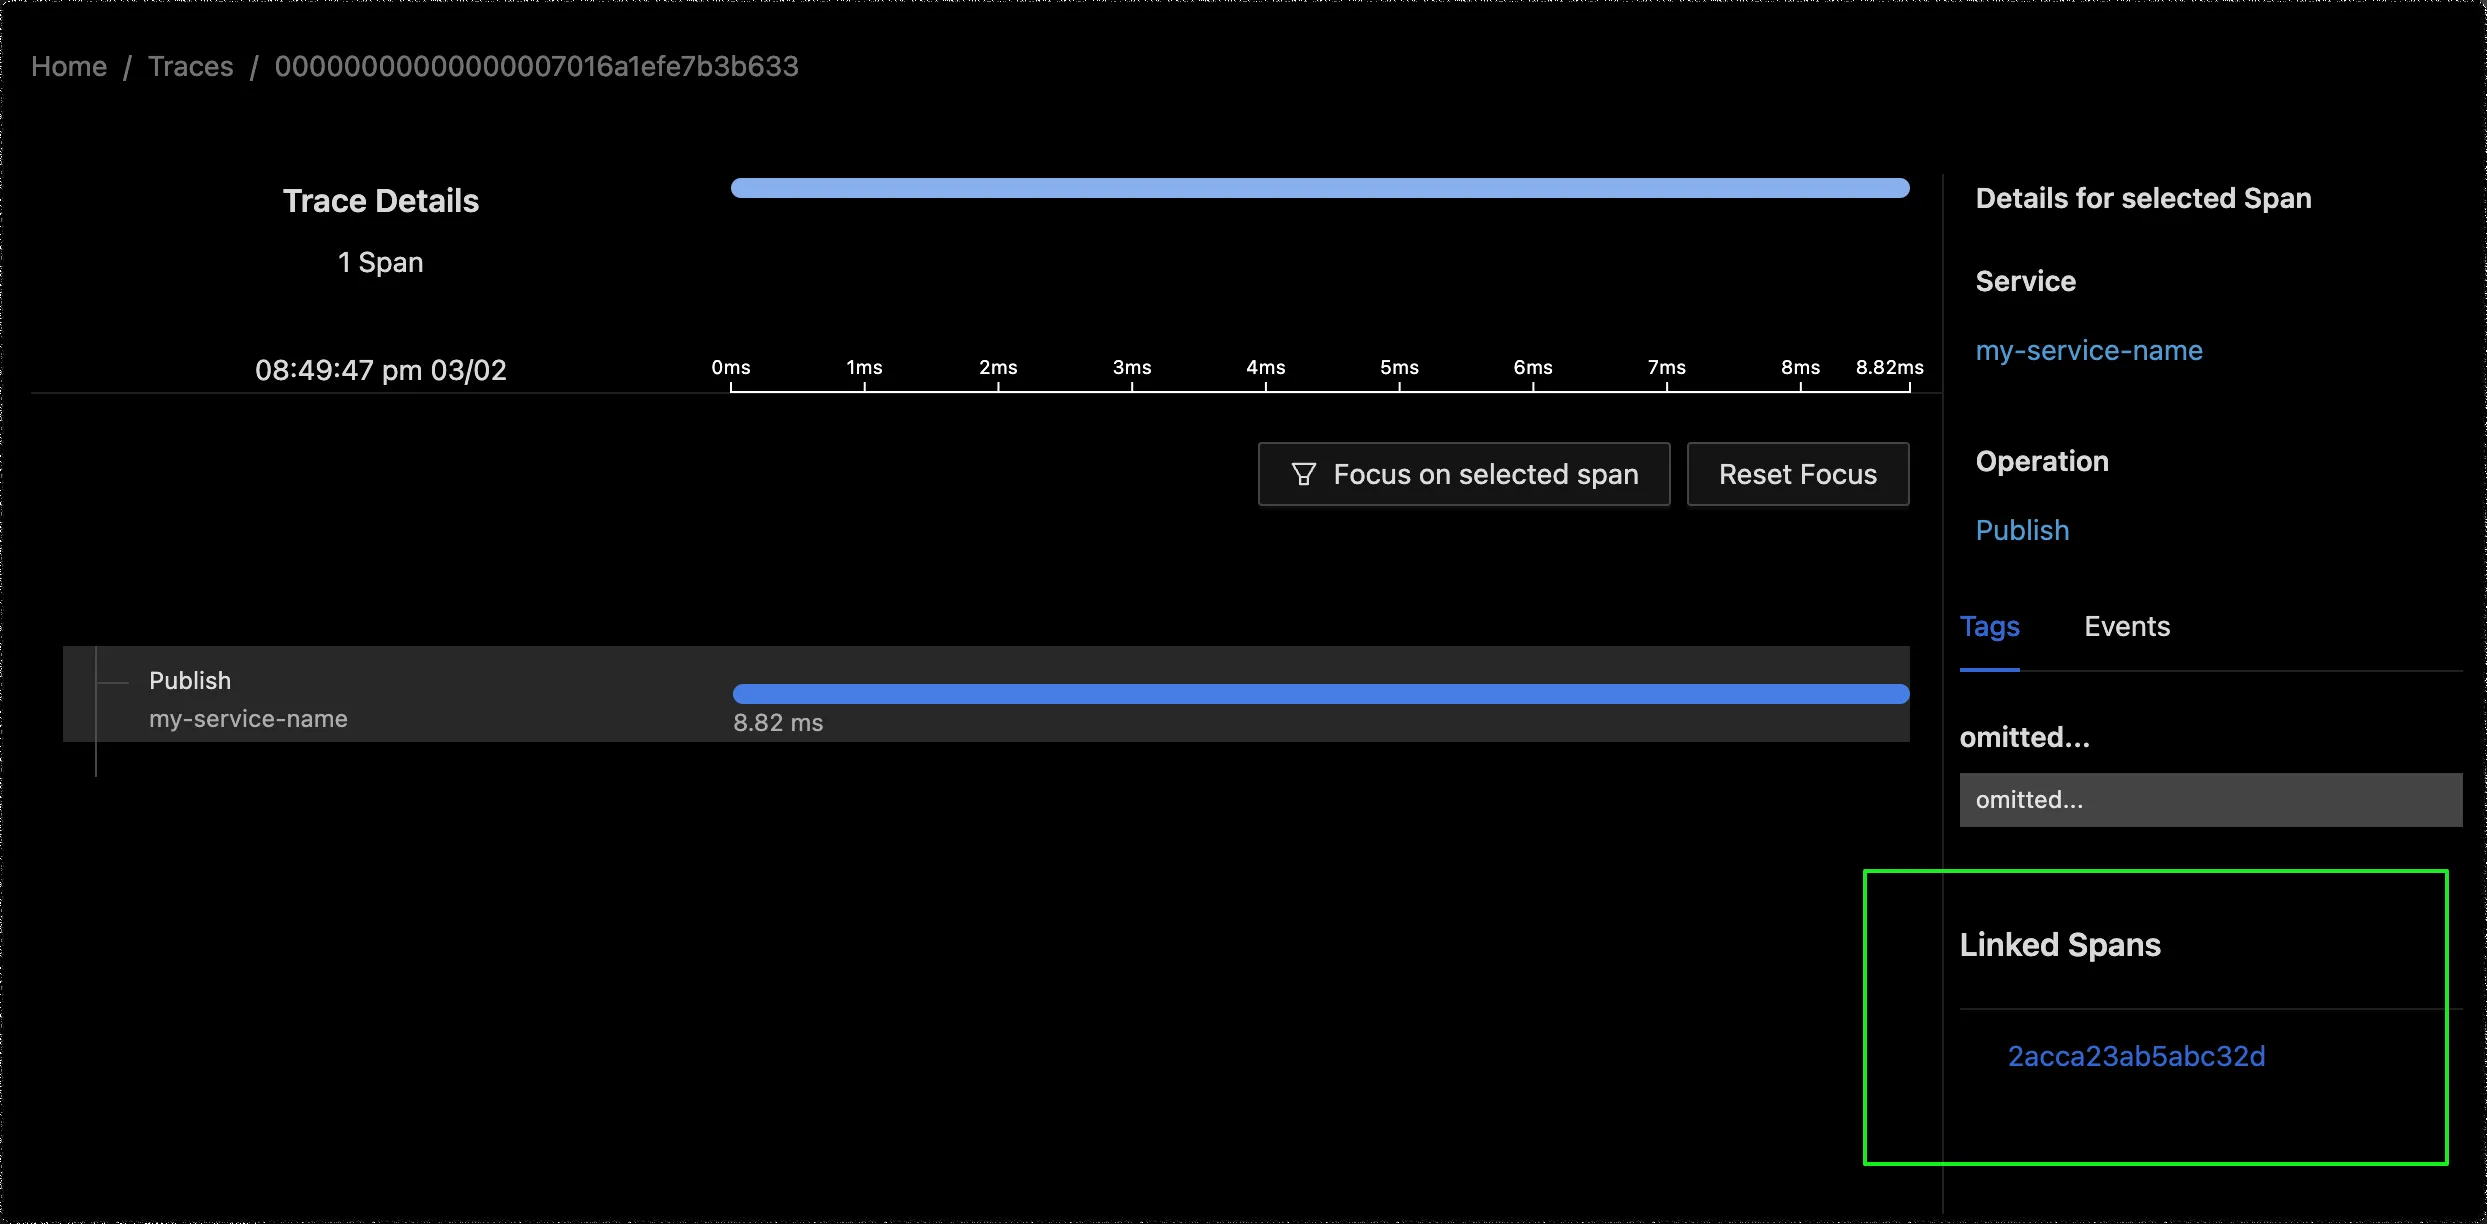 Home / Traces / 00000000000000007016a1efe7b3b633
Trace Details
1 Span
08:49:47 pm 03/02
0ms 1ms 2ms 3ms 4ms 5ms 6ms 7ms 8ms 8.82ms
Focus on selected span Reset Focus
Publish
my-service-name
8.82 ms
Details for selected Span
Service
my-service-name
Operation
Publish
Tags Events
omitted...
omitted...
Linked Spans
2acca23ab5abc32d